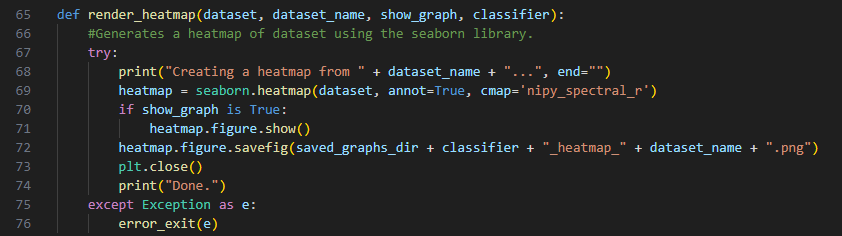 65 def render_heatmap(dataset, dataset_name, show_graph, classifier):
66     #Generates a heatmap of dataset using the seaborn library.
67     try:
68         print("Creating a heatmap from " + dataset_name + "...", end="")
69         heatmap = seaborn.heatmap(dataset, annot=True, cmap='nipy_spectral_r')
70         if show_graph is True:
71             heatmap.figure.show()
72         heatmap.figure.savefig(saved_graphs_dir + classifier + "_heatmap_" + dataset_name + ".png")
73         plt.close()
74         print("Done.")
75     except Exception as e:
76         error_exit(e)